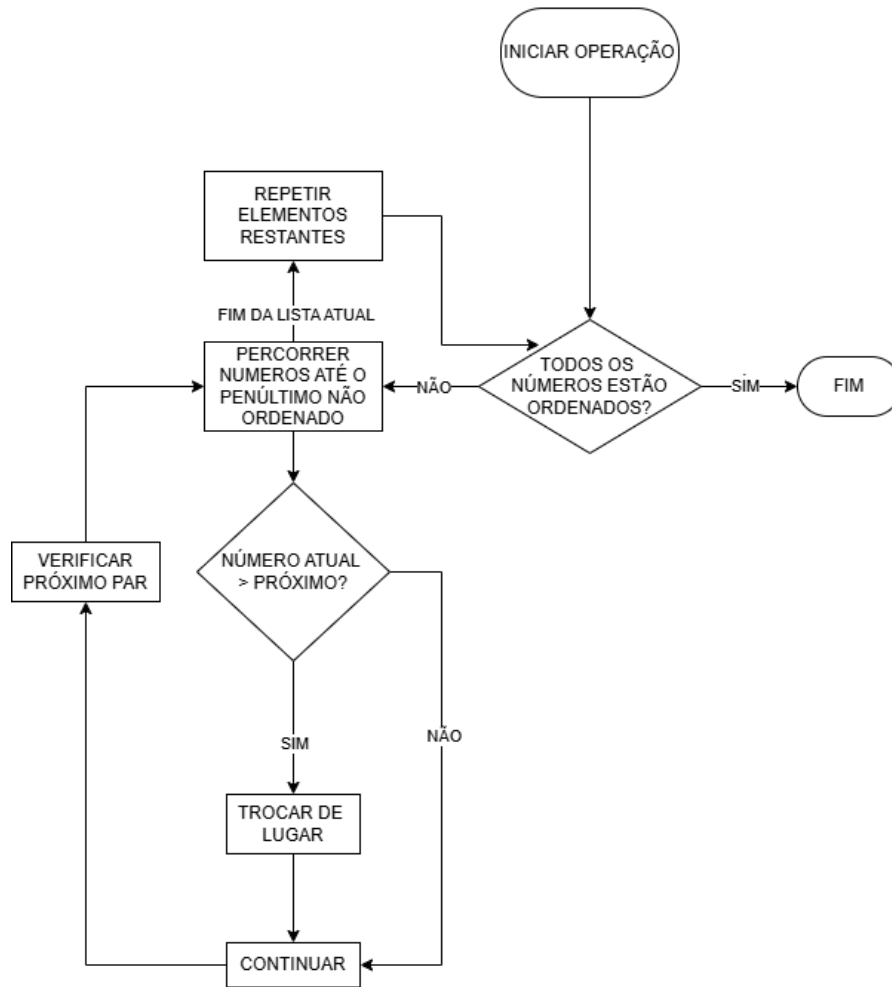 INICIAR OPERAÇÃO
REPETIR
ELEMENTOS
RESTANTES
FIM DA LISTA ATUAL
PERCORRER
NUMEROS ATÉ O
PENÚLTIMO NÃO
ORDENADO
NÃO
TODOS OS
NÚMEROS ESTÃO
ORDENADOS?
SIM
FIM
VERIFICAR
PRÓXIMO PAR
NÚMERO ATUAL
> PRÓXIMO?
SIM
NÃO
TROCAR DE
LUGAR
CONTINUAR